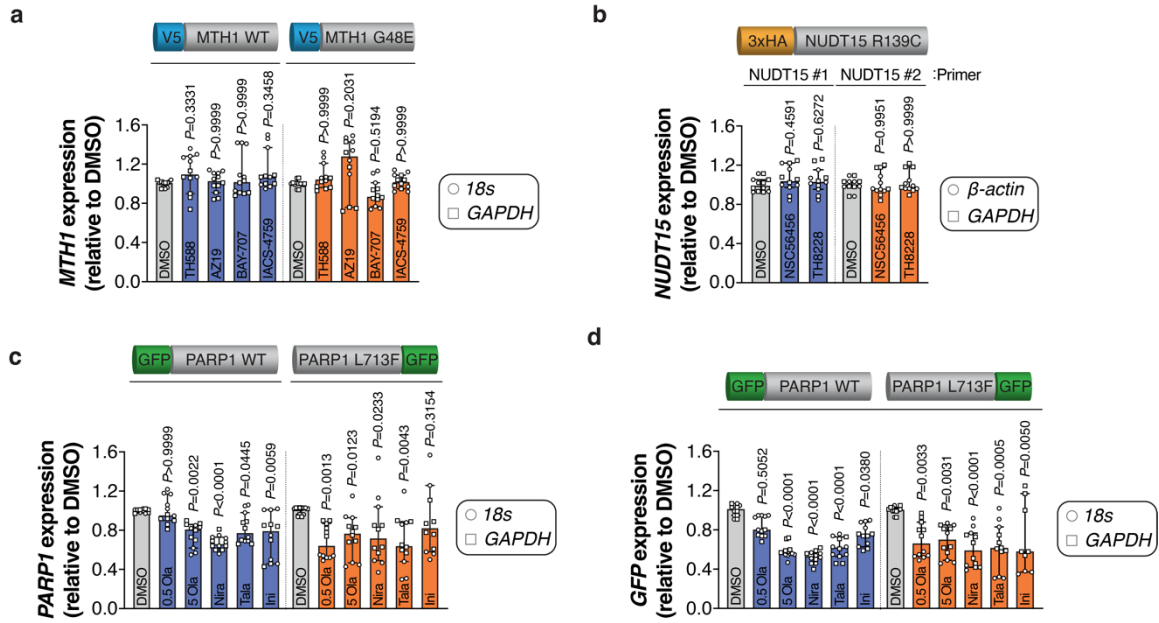 a
V5 MTH1 WT
V5 MTH1 G48E
MTH1 expression
(relative to DMSO)
1.6
1.2
0.8
0.4
0.0
P=0.3331
P>0.9999
P>0.9999
P=0.3458
P>0.9999
P=0.2031
P=0.5194
P>0.9999
DMSO
TH588
AZ19
BAY-707
IACS-4759
DMSO
TH588
AZ19
BAY-707
IACS-4759
18s
GAPDH
b
3xHA NUDT15 R139C
NUDT15 #1 NUDT15 #2 :Primer
NUDT15 expression
(relative to DMSO)
1.6
1.2
0.8
0.4
0.0
P=0.4591
P=0.6272
P=0.9951
P>0.9999
DMSO
NSC56456
TH8228
DMSO
NSC56456
TH8228
β-actin
GAPDH
c
GFP PARP1 WT
PARP1 L713F GFP
PARP1 expression
(relative to DMSO)
1.6
1.2
0.8
0.4
0.0
P>0.9999
P=0.0022
P<0.0001
P=0.0445
P=0.0059
P=0.0013
P=0.0123
P=0.0233
P=0.0043
P=0.3154
DMSO
0.5 Ola
5 Ola
Nira
Tala
Ini
DMSO
0.5 Ola
5 Ola
Nira
Tala
Ini
18s
GAPDH
d
GFP PARP1 WT
PARP1 L713F GFP
GFP expression
(relative to DMSO)
1.6
1.2
0.8
0.4
0.0
P=0.5052
P<0.0001
P<0.0001
P<0.0001
P=0.0380
P=0.0033
P=0.0031
P<0.0001
P=0.0005
P=0.0050
DMSO
0.5 Ola
5 Ola
Nira
Tala
Ini
DMSO
0.5 Ola
5 Ola
Nira
Tala
Ini
18s
GAPDH